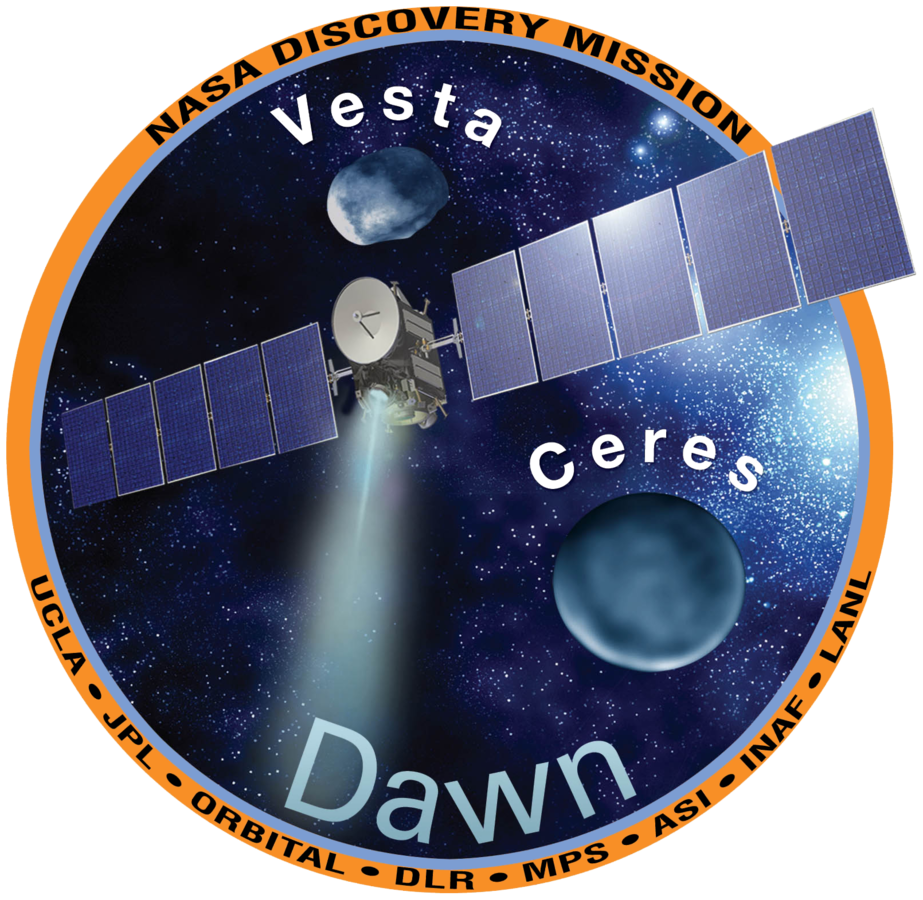 NASA DISCOVERY MISSION
Vesta
Ceres
Dawn
UCLA • JPL • ORBITAL • DLR • MPS • ASI • INAF • LANL